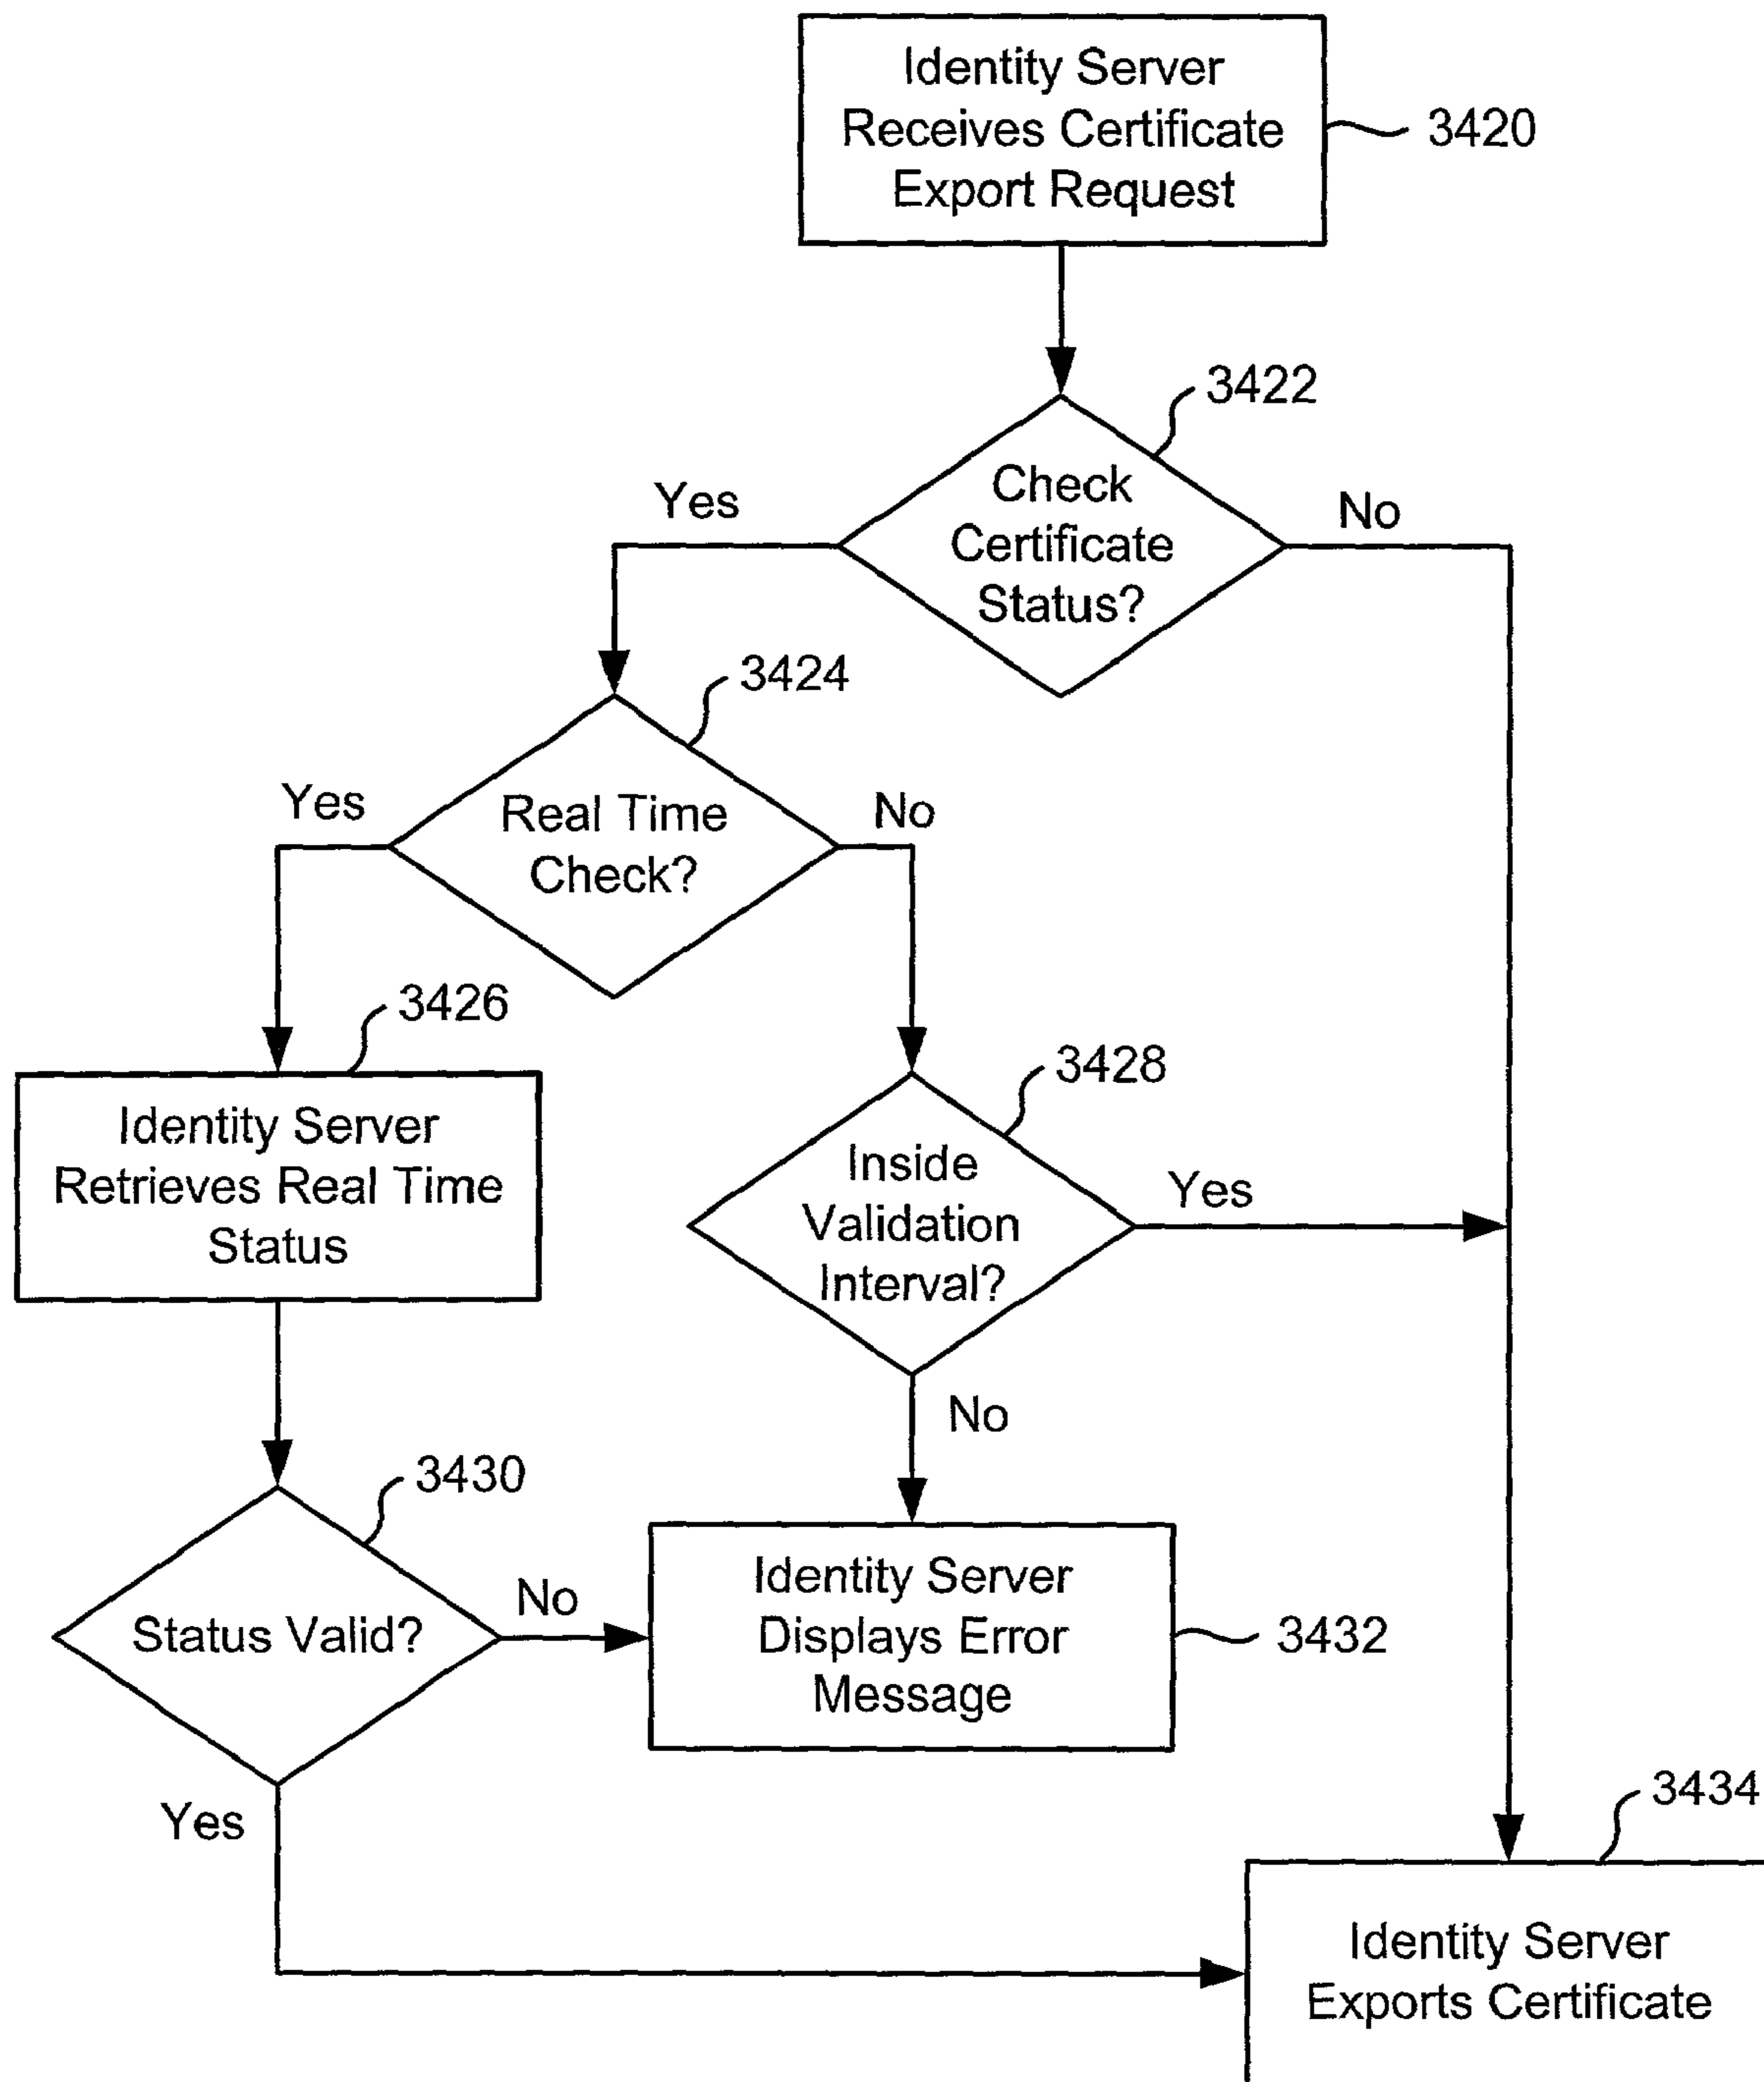 Identity Server
Receives Certificate
Export Request
3420
3422
Check
Certificate
Status?
Yes
No
3424
Real Time
Check?
Yes
No
3426
Identity Server
Retrieves Real Time
Status
3428
Inside
Validation
Interval?
Yes
No
3430
Status Valid?
No
Yes
Identity Server
Displays Error
Message
3432
3434
Identity Server
Exports Certificate